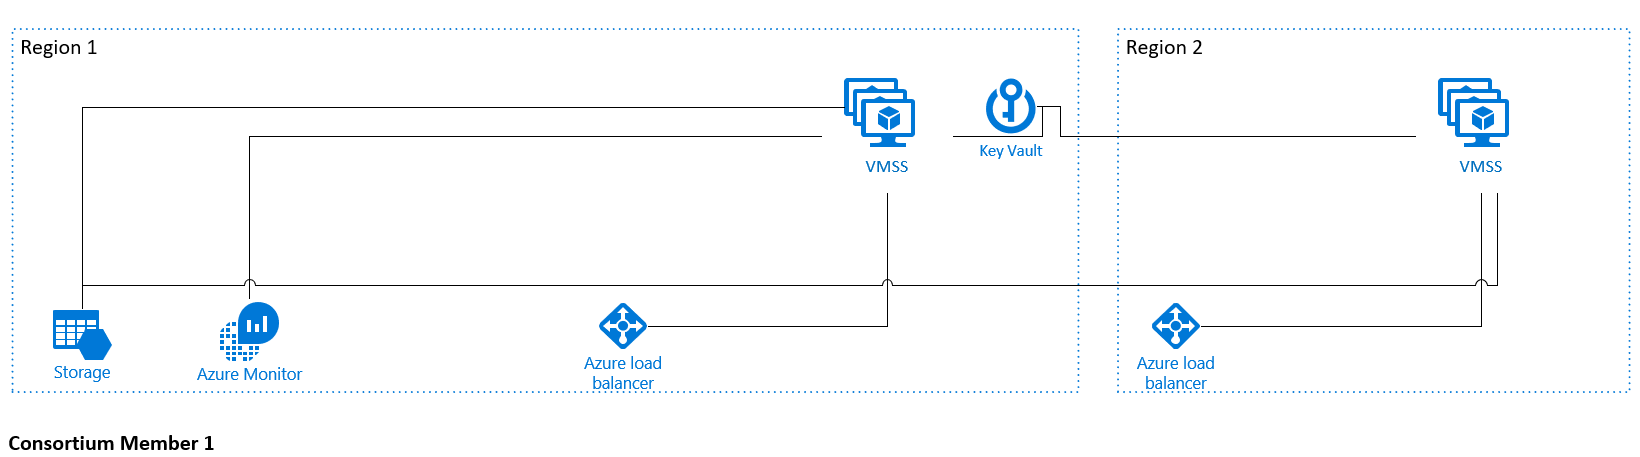 Region 1
Region 2
Key Vault
VMSS
VMSS
Storage
Azure Monitor
Azure load
balancer
Azure load
balancer
Consortium Member 1